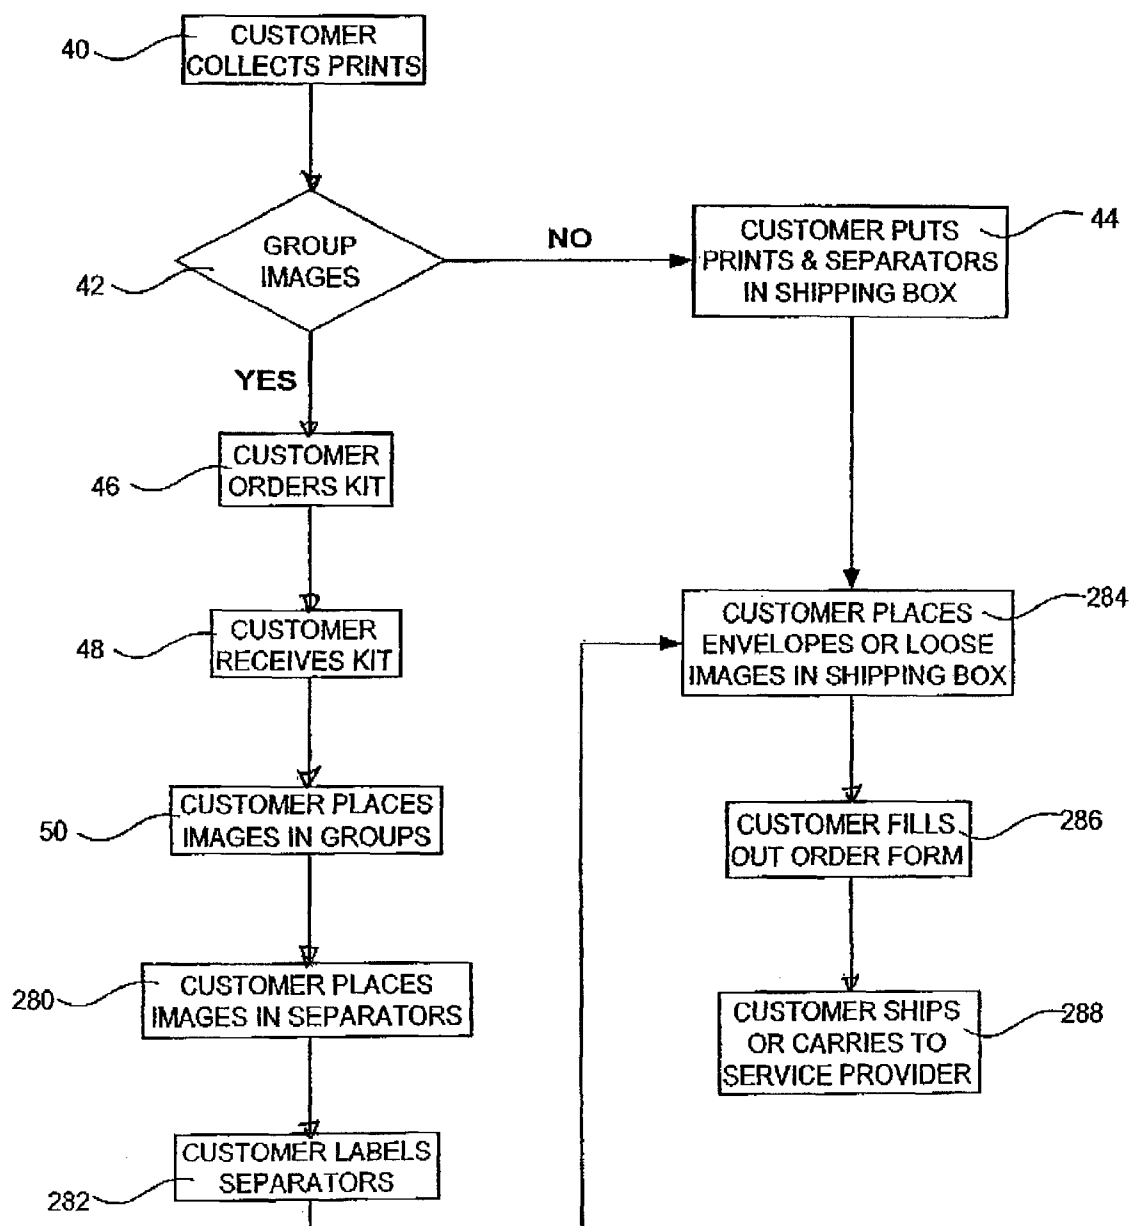 40
CUSTOMER
COLLECTS PRINTS
42
GROUP
IMAGES
NO
CUSTOMER PUTS
PRINTS & SEPARATORS
IN SHIPPING BOX
44
YES
46
CUSTOMER
ORDERS KIT
48
CUSTOMER
RECEIVES KIT
50
CUSTOMER PLACES
IMAGES IN GROUPS
280
CUSTOMER PLACES
IMAGES IN SEPARATORS
282
CUSTOMER LABELS
SEPARATORS
CUSTOMER PLACES
ENVELOPES OR LOOSE
IMAGES IN SHIPPING BOX
284
CUSTOMER FILLS
OUT ORDER FORM
286
CUSTOMER SHIPS
OR CARRIES TO
SERVICE PROVIDER
288